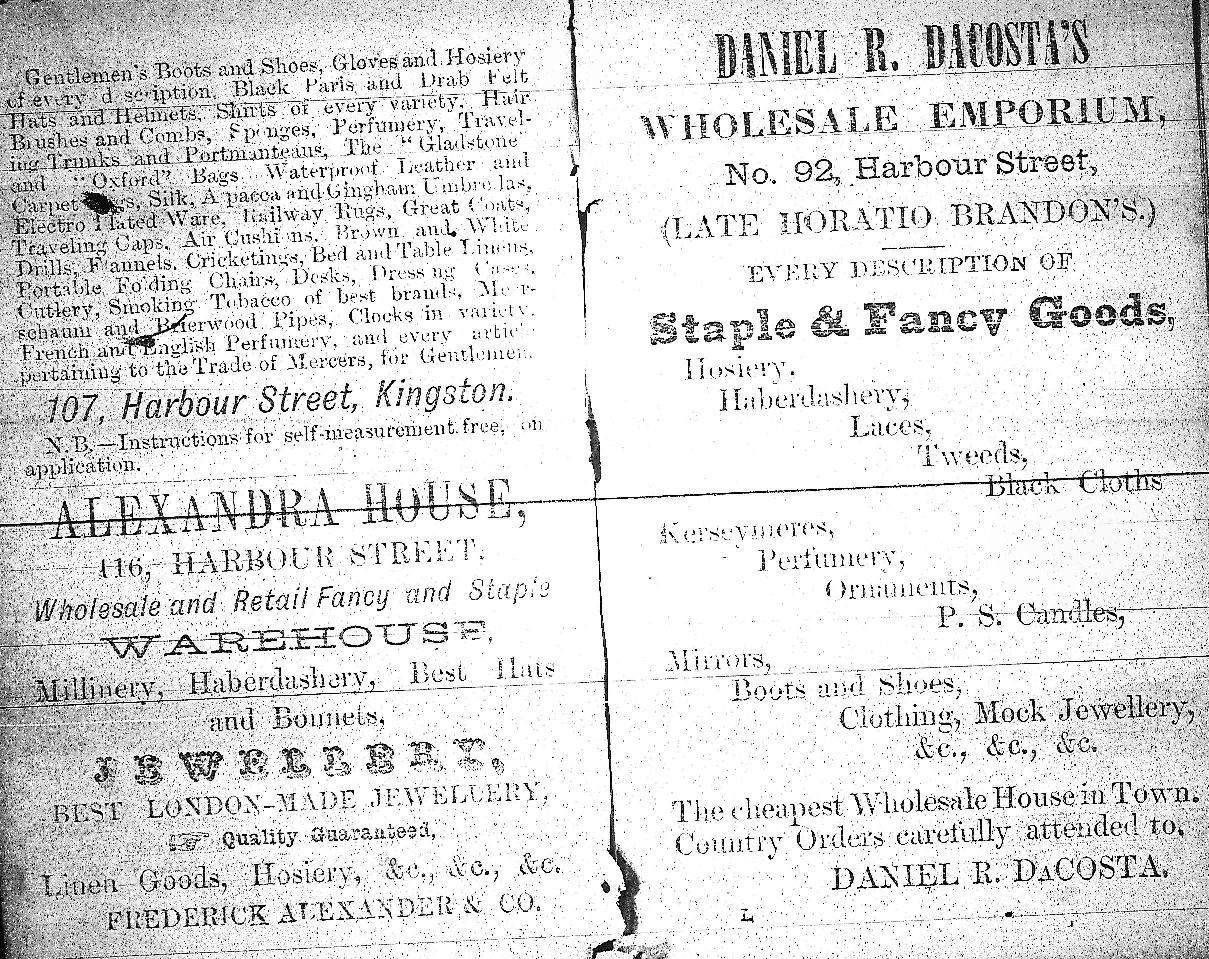 Gentlemen's Boots and Shoes, Gloves and Hosiery
of every d scription, Black Paris and Drab Felt
Hats and Helmets, Shirts of every variety, Hair
Brushes and Combs, Sponges, Perfumery, Travel-
ing Trunks and Portmanteaus, The "Gladstone
and "Oxford" Bags Waterproof Leather and
Carpet Silk, A pacca and Gingham Umbre las,
Electro Plated Ware, Railway Rugs, Great Coats,
Traveling Caps, Air Cushions, Brown and White
Drills, Flannels, Cricketings, Bed and Table Linens,
Portable Folding Chairs, Desks, Dressing Cases,
Cutlery, Smoking Tobacco of best brands, Meer-
schaum and Brierwood Pipes, Clocks in variety,
French and English Perfumery, and every artic
pertaining to the Trade of Mercers, for Gentlemen.
107, Harbour Street, Kingston.
N.B.—Instructions for self-measurement free, on
application.
ALEXANDRA HOUSE,
116, HARBOUR STREET,
Wholesale and Retail Fancy and Staple
WAREHOUSE,
Millinery, Haberdashery, Best Hats
and Bonnets,
JEWELLERY,
BEST LONDON-MADE JEWELLERY,
☞ Quality Guaranteed,
Linen Goods, Hosiery, &c., &c., &c.
FREDERICK ALEXANDER & CO.
DANIEL R. DACOSTA'S
WHOLESALE EMPORIUM,
No. 92, Harbour Street,
(LATE HORATIO BRANDON'S.)
EVERY DESCRIPTION OF
Staple & Fancy Goods,
Hosiery.
Haberdashery,
Laces,
Tweeds,
Black Cloths
Kerseymeres,
Perfumery,
Ornaments,
P. S. Candles,
Mirrors,
Boots and Shoes,
Clothing, Mock Jewellery,
&c., &c., &c.
The cheapest Wholesale House in Town.
Country Orders carefully attended to.
DANIEL R. DACOSTA.
L